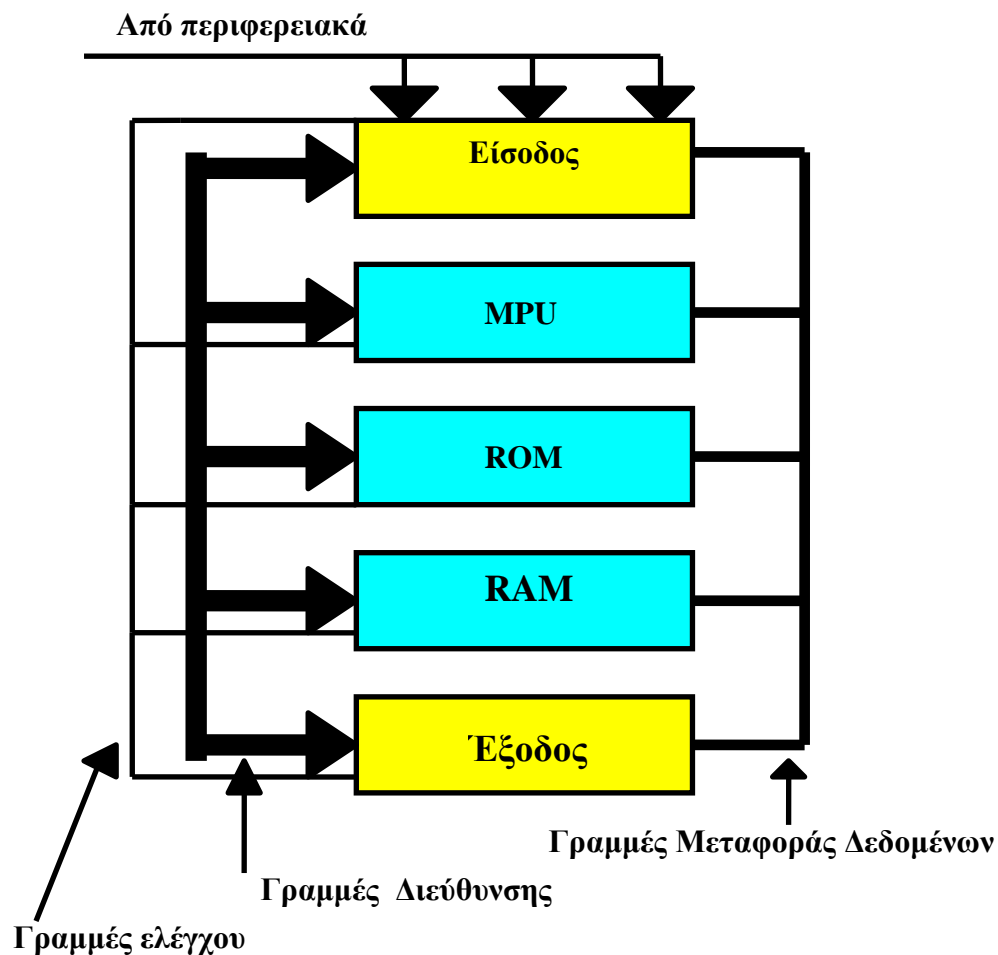 Από περιφερειακά
Είσοδος
MPU
ROM
RAM
Έξοδος
Γραμμές Μεταφοράς Δεδομένων
Γραμμές Διεύθυνσης
Γραμμές ελέγχου